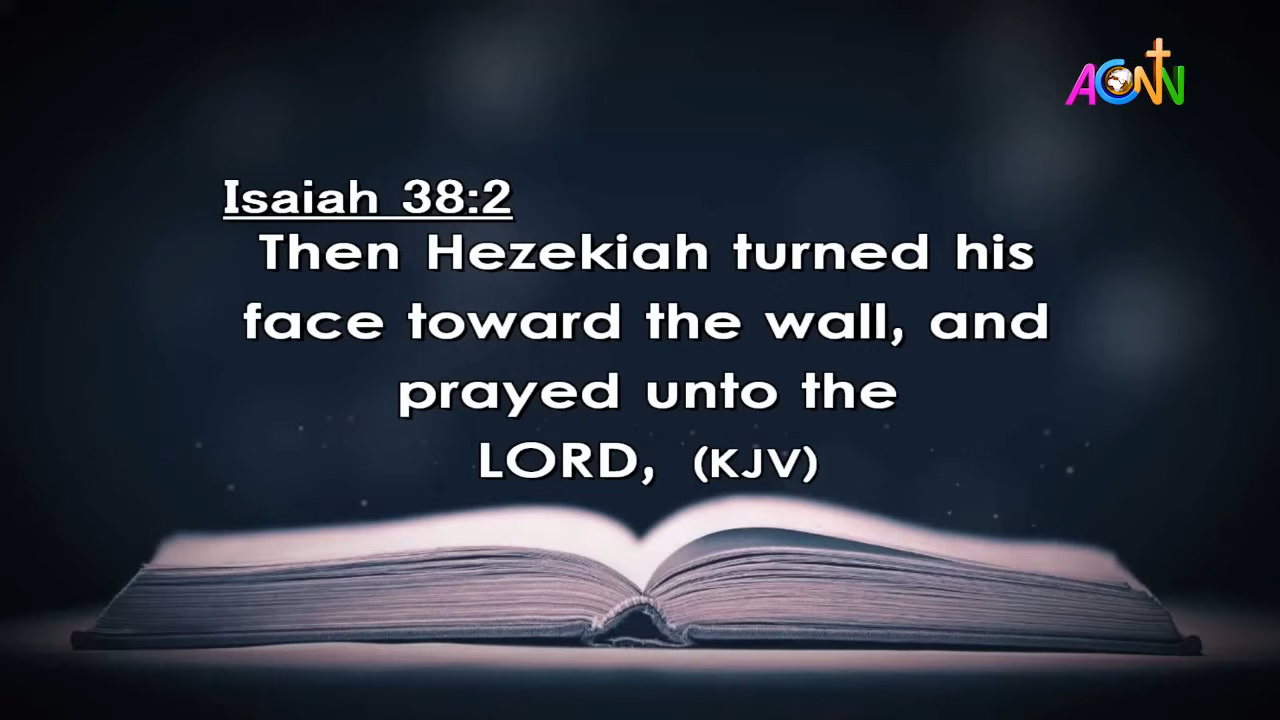 ACNN
Isaiah 38:2
Then Hezekiah turned his
face toward the wall, and
prayed unto the
LORD, (KJV)